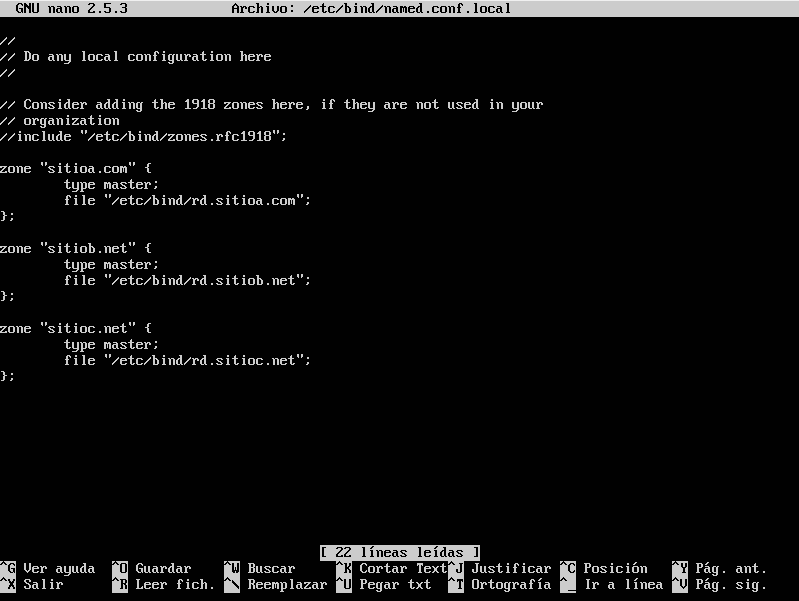 GNU nano 2.5.3 Archivo: /etc/bind/named.conf.local
//
// Do any local configuration here
//
// Consider adding the 1918 zones here, if they are not used in your
// organization
//include "/etc/bind/zones.rfc1918";
zone "sitioa.com" {
type master;
file "/etc/bind/rd.sitioa.com";
};
zone "sitiob.net" {
type master;
file "/etc/bind/rd.sitiob.net";
};
zone "sitioc.net" {
type master;
file "/etc/bind/rd.sitioc.net";
};
[ 22 líneas leídas ]
^G Ver ayuda ^O Guardar ^W Buscar ^K Cortar Text^J Justificar ^C Posición ^Y Pág. ant.
^X Salir ^R Leer fich. ^\ Reemplazar ^U Pegar txt ^T Ortografía ^_ Ir a línea ^V Pág. sig.